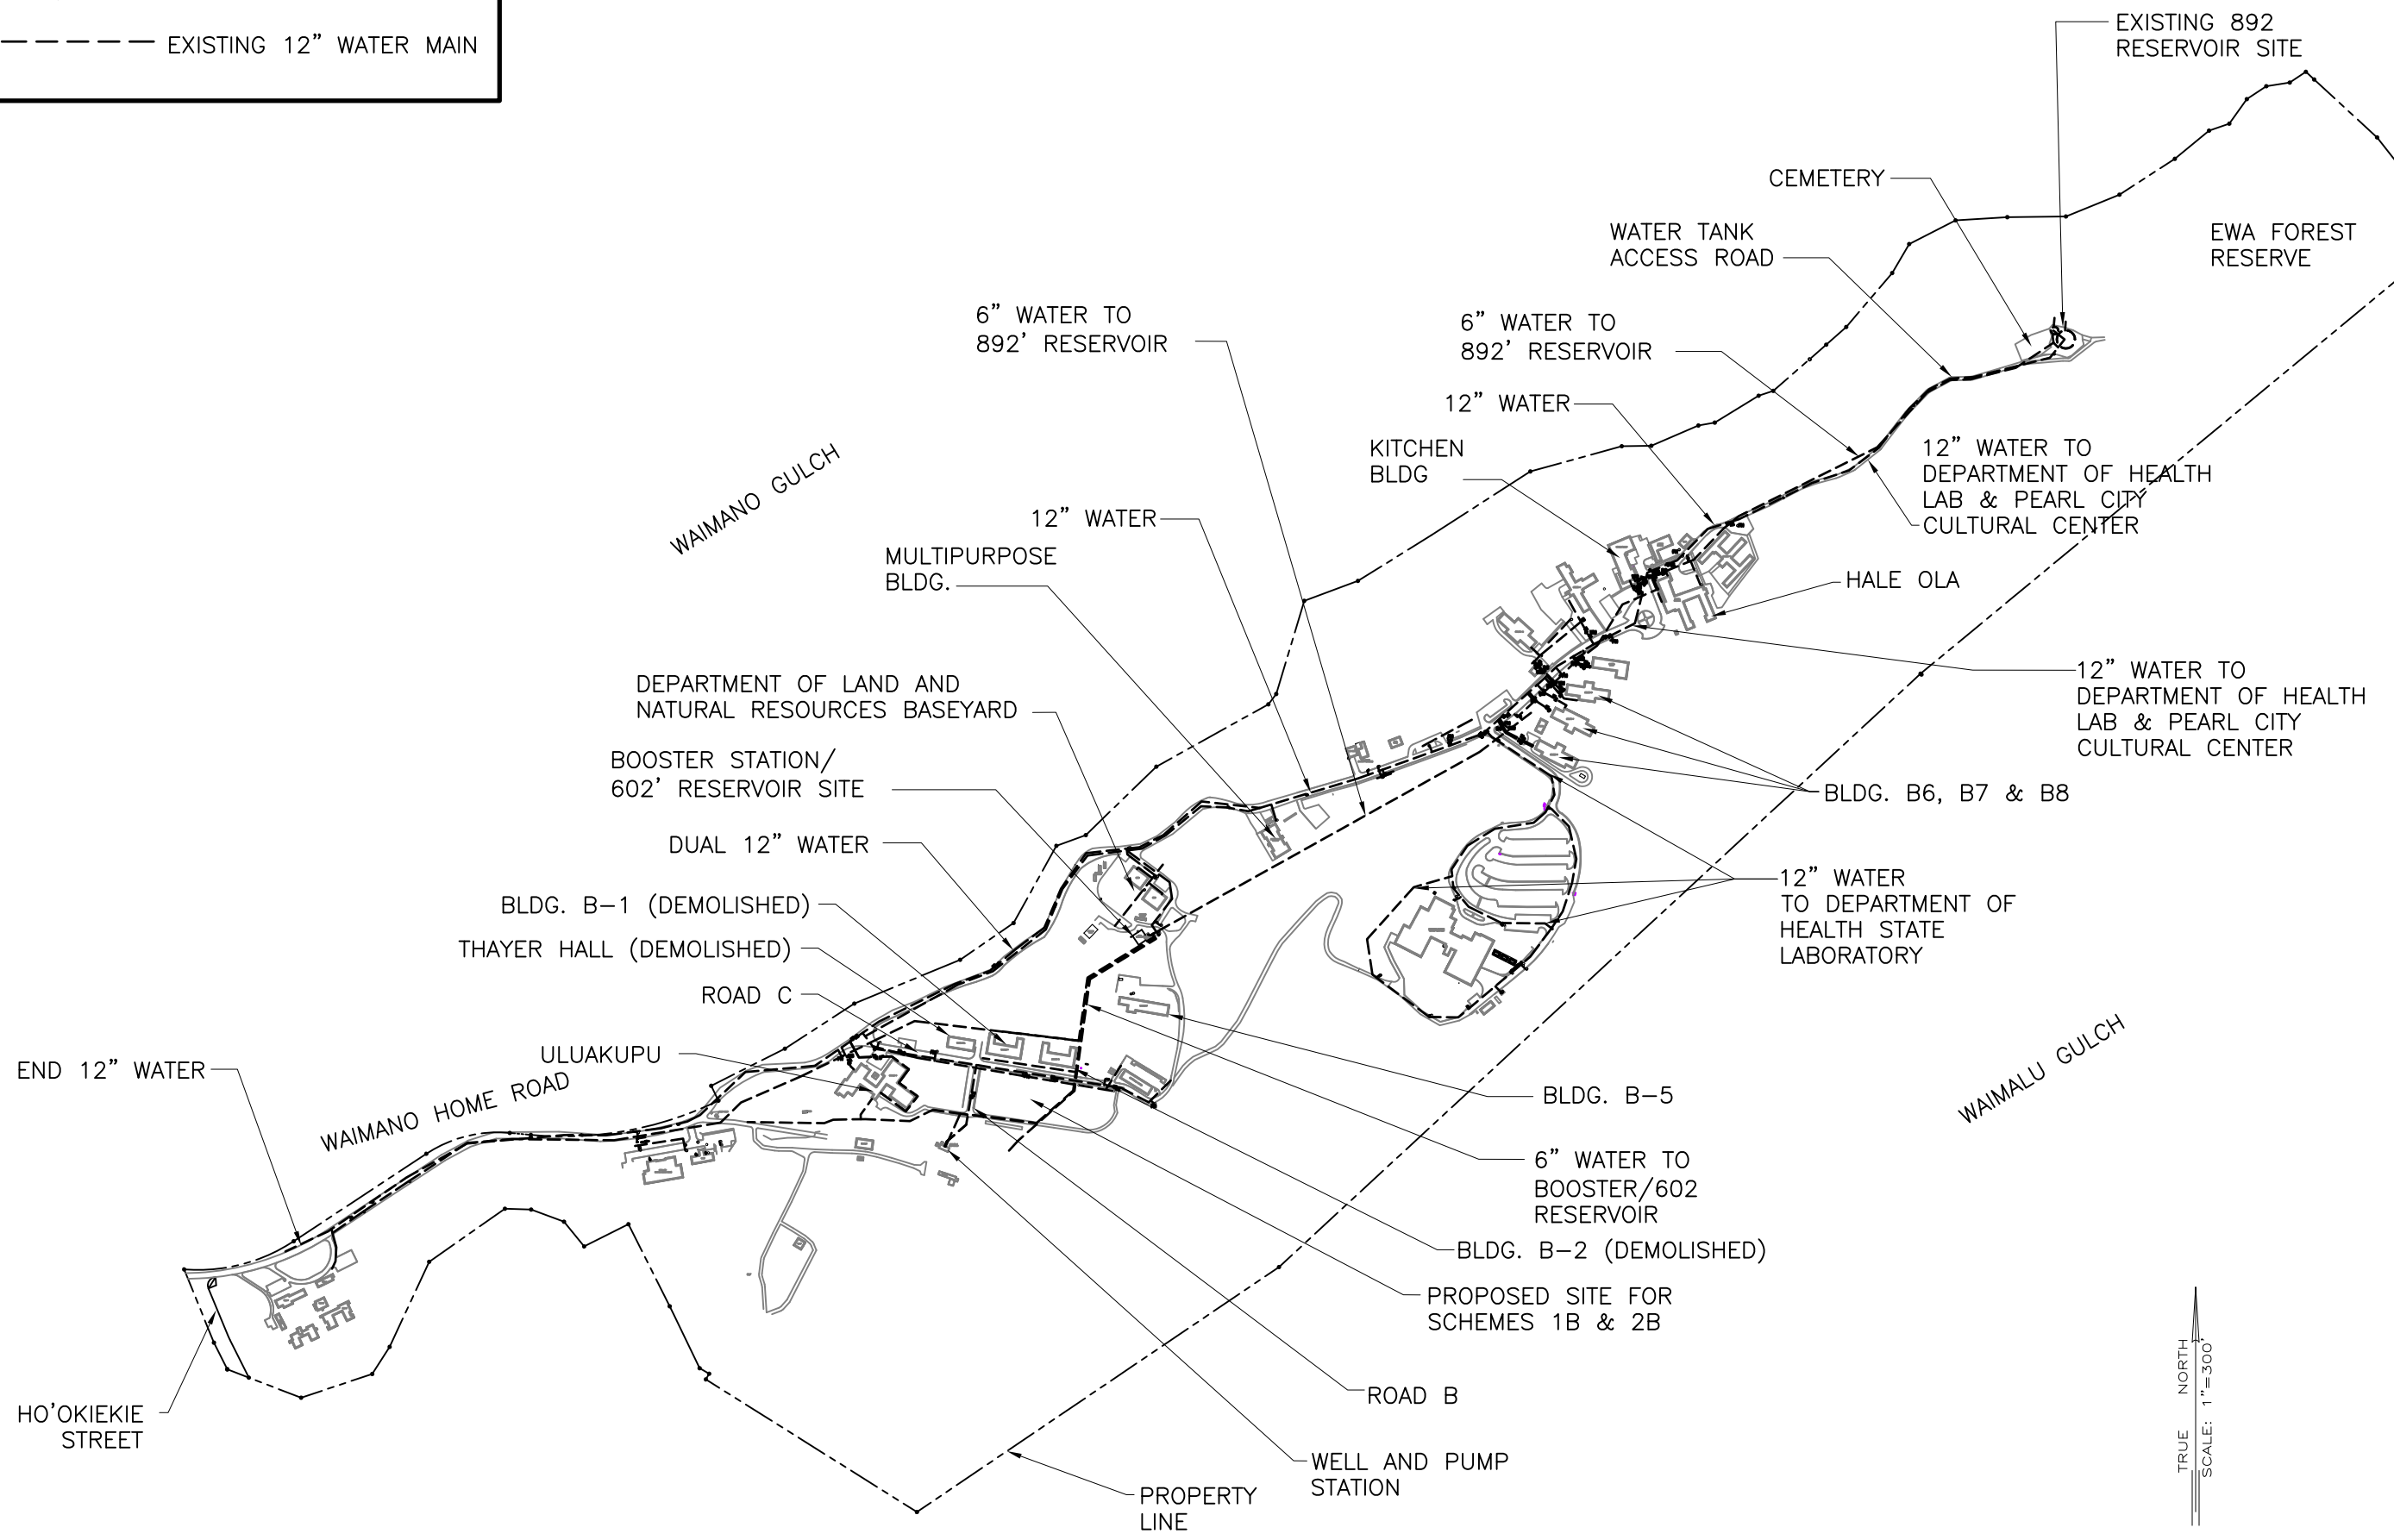 EXISTING 12” WATER MAIN
EXISTING 892
RESERVOIR SITE
CEMETERY
WATER TANK
ACCESS ROAD
EWA FOREST
RESERVE
6” WATER TO
892’ RESERVOIR
6” WATER TO
892’ RESERVOIR
12” WATER
KITCHEN
BLDG
12” WATER TO
DEPARTMENT OF HEALTH
LAB & PEARL CITY
CULTURAL CENTER
WAIMANO GULCH
12” WATER
MULTIPURPOSE
BLDG.
HALE OLA
DEPARTMENT OF LAND AND
NATURAL RESOURCES BASEYARD
12” WATER TO
DEPARTMENT OF HEALTH
LAB & PEARL CITY
CULTURAL CENTER
BOOSTER STATION/
602’ RESERVOIR SITE
BLDG. B6, B7 & B8
DUAL 12” WATER
12” WATER
TO DEPARTMENT OF
HEALTH STATE
LABORATORY
BLDG. B-1 (DEMOLISHED)
THAYER HALL (DEMOLISHED)
ROAD C
ULUAKUPU
END 12” WATER
WAIMANO HOME ROAD
WAIMALU GULCH
BLDG. B-5
6” WATER TO
BOOSTER/602
RESERVOIR
BLDG. B-2 (DEMOLISHED)
PROPOSED SITE FOR
SCHEMES 1B & 2B
ROAD B
HO’OKIEKIE
STREET
WELL AND PUMP
STATION
PROPERTY
LINE
TRUE NORTH
SCALE: 1"=300'